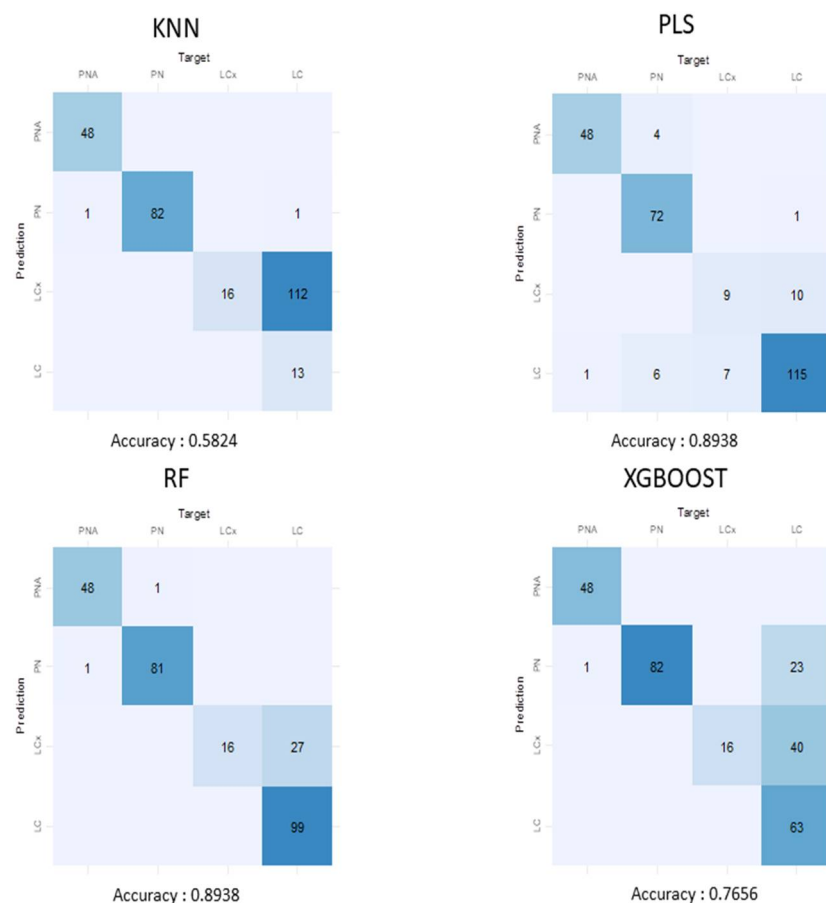 KNN
Target
PNA PN LCx LC
Prediction
PNA 48
PN 1 82 1
LCx 16 112
LC 13
Accuracy : 0.5824
PLS
Target
PNA PN LCx LC
Prediction
PNA 48 4
PN 72 1
LCx 9 10
LC 1 6 7 115
Accuracy : 0.8938
RF
Target
PNA PN LCx LC
Prediction
PNA 48 1
PN 1 81
LCx 16 27
LC 99
Accuracy : 0.8938
XGBOOST
Target
PNA PN LCx LC
Prediction
PNA 48
PN 1 82 23
LCx 16 40
LC 63
Accuracy : 0.7656